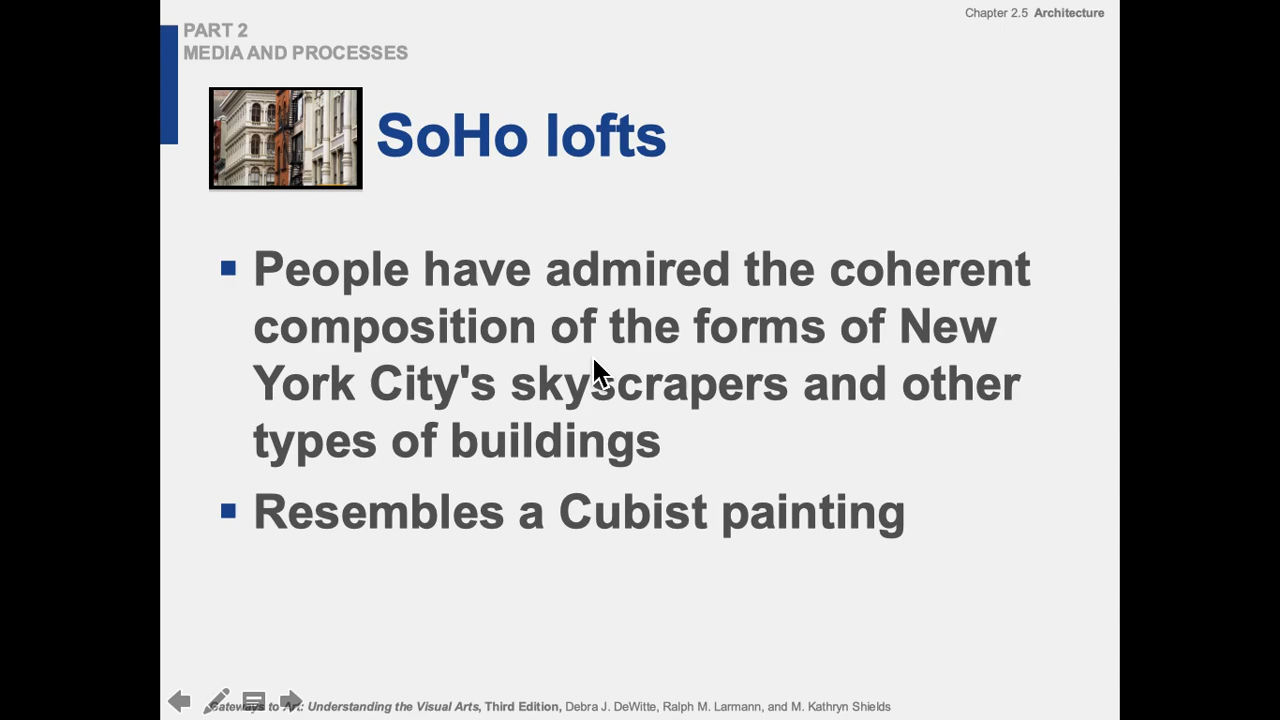 Chapter 2.5 Architecture
PART 2
MEDIA AND PROCESSES
SoHo lofts
▪ People have admired the coherent
composition of the forms of New
York City's skyscrapers and other
types of buildings
▪ Resembles a Cubist painting
Gateways to Art: Understanding the Visual Arts, Third Edition, Debra J. DeWitte, Ralph M. Larmann, and M. Kathryn Shields